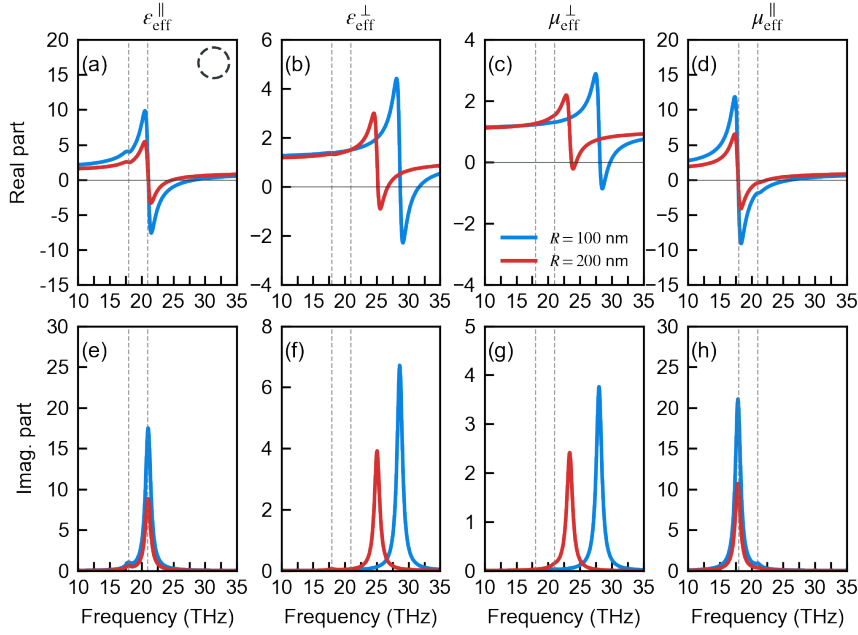 ε∥eff ε⊥eff μ⊥eff μ∥eff
(a) (b) (c) (d)
Real part
20 15 10 5 0 −5 −10 −15
6 4 2 0 −2 −4
4 2 0 −2 −4
20 15 10 5 0 −5 −10 −15
R = 100 nm
R = 200 nm
10 15 20 25 30 35 10 15 20 25 30 35 10 15 20 25 30 35 10 15 20 25 30 35
(e) (f) (g) (h)
Imag. part
30 25 20 15 10 5 0
8 6 4 2 0
5 4 3 2 1 0
30 25 20 15 10 5 0
10 15 20 25 30 35 10 15 20 25 30 35 10 15 20 25 30 35 10 15 20 25 30 35
Frequency (THz) Frequency (THz) Frequency (THz) Frequency (THz)